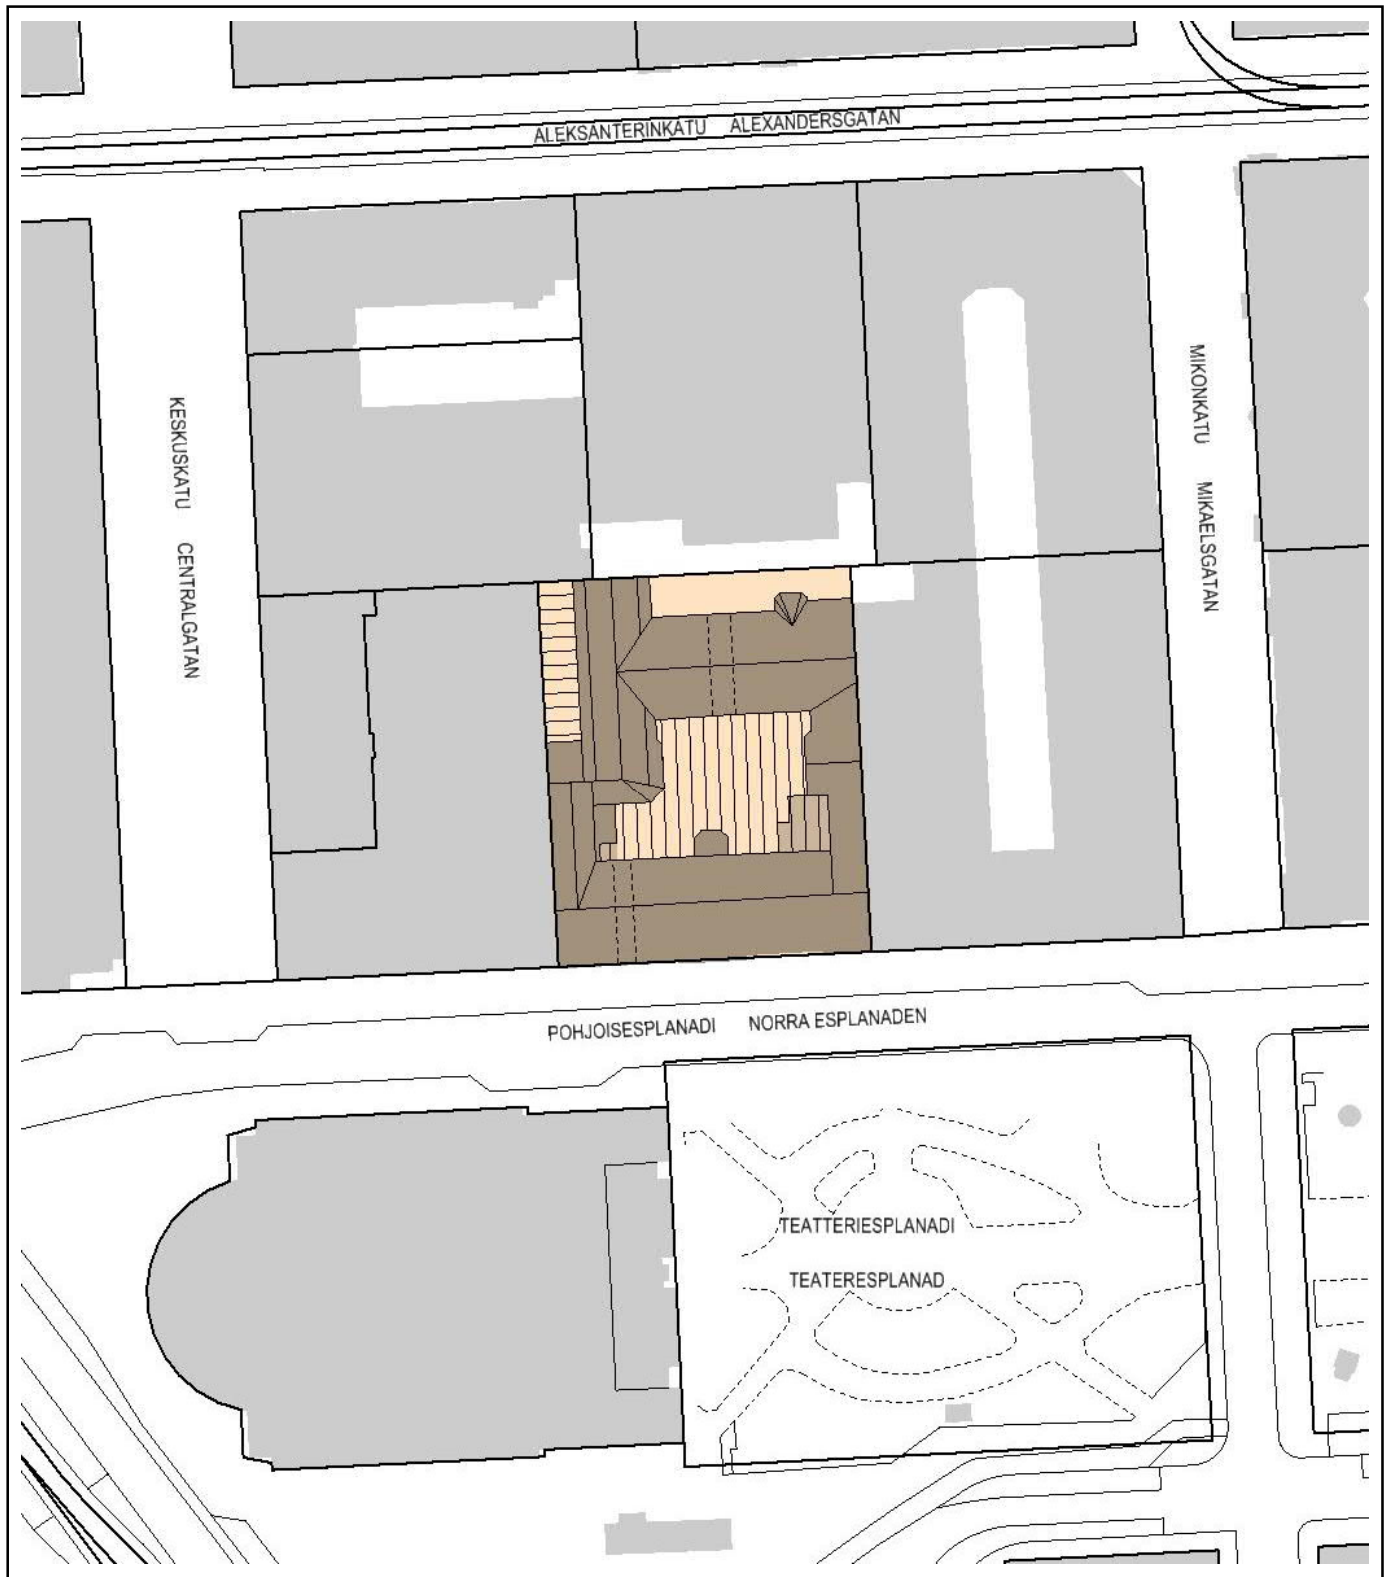 ALEKSANTERINKATU ALEXANDERSGATAN
KESKUSKATU CENTRALGATAN
MIKONKATU MIKAELSGATAN
POHJOISESPLANADI NORRA ESPLANADEN
TEATTERIESPLANADI
TEATERESPLANAD